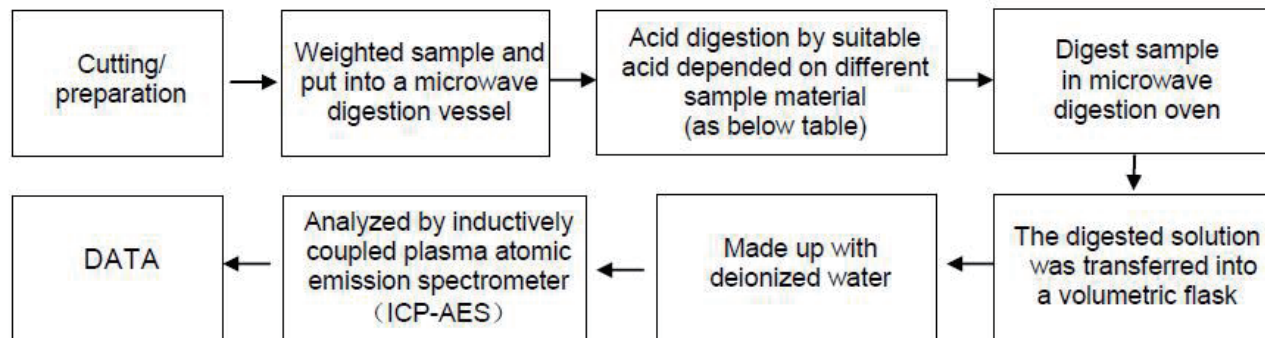 Cutting/
preparation
Weighted sample and
put into a microwave
digestion vessel
Acid digestion by suitable
acid depended on different
sample material
(as below table)
Digest sample
in microwave
digestion oven
The digested solution
was transferred into
a volumetric flask
Made up with
deionized water
Analyzed by inductively
coupled plasma atomic
emission spectrometer
（ICP-AES）
DATA